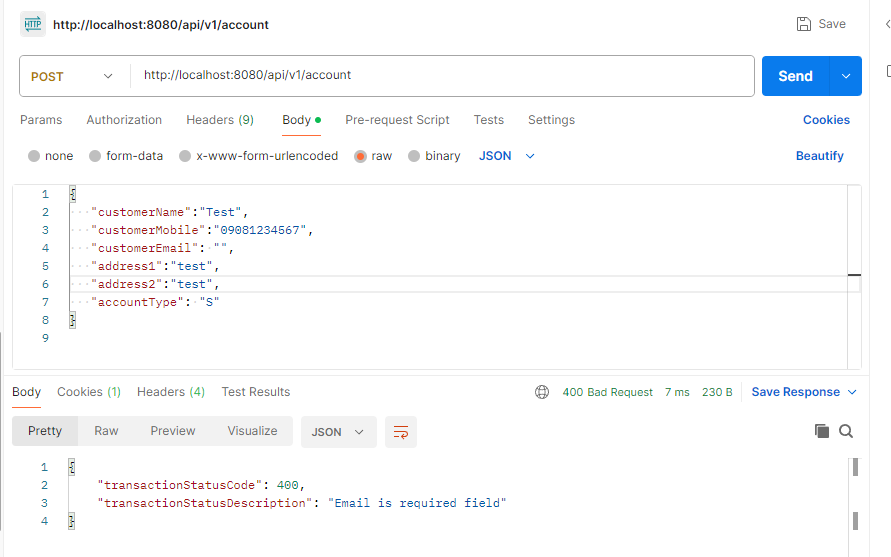 HTTP http://localhost:8080/api/v1/account Save
POST http://localhost:8080/api/v1/account Send
Params Authorization Headers (9) Body Pre-request Script Tests Settings Cookies
none form-data x-www-form-urlencoded raw binary JSON Beautify
1 {
2 "customerName":"Test",
3 "customerMobile":"09081234567",
4 "customerEmail": "",
5 "address1":"test",
6 "address2":"test",
7 "accountType": "S"
8 }
9
Body Cookies (1) Headers (4) Test Results 400 Bad Request 7 ms 230 B Save Response
Pretty Raw Preview Visualize JSON
1 {
2 "transactionStatusCode": 400,
3 "transactionStatusDescription": "Email is required field"
4 }